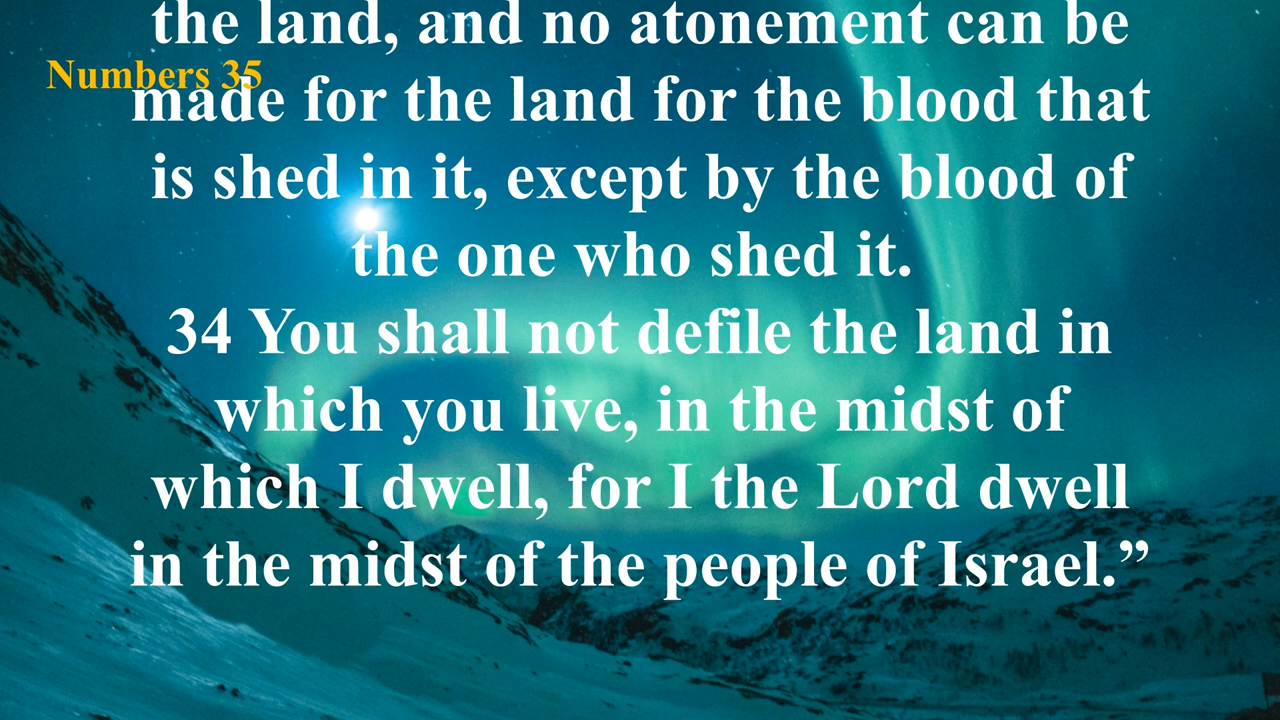 the land, and no atonement can be
Numbers 35
made for the land for the blood that
is shed in it, except by the blood of
the one who shed it.
34 You shall not defile the land in
which you live, in the midst of
which I dwell, for I the Lord dwell
in the midst of the people of Israel.”